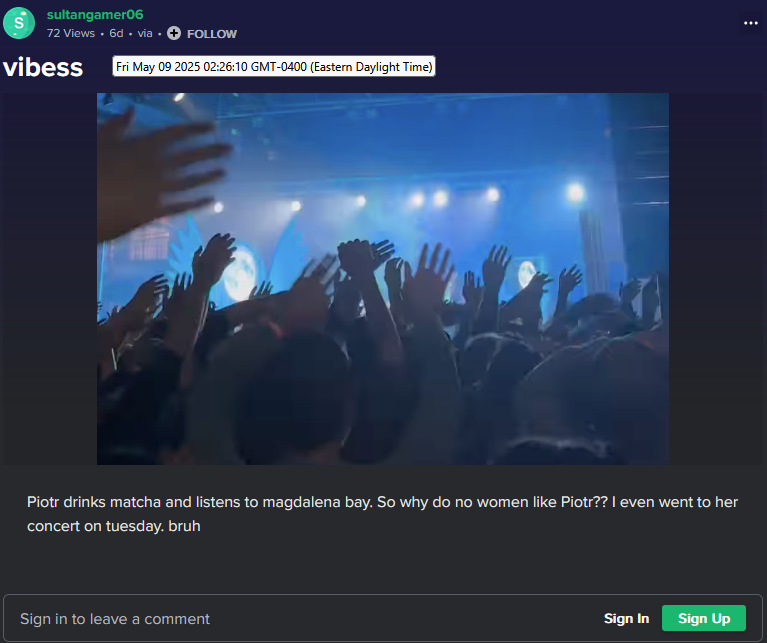 S
sultangamer06
72 Views • 6d • via • + FOLLOW
vibess
Fri May 09 2025 02:26:10 GMT-0400 (Eastern Daylight Time)
Piotr drinks matcha and listens to magdalena bay. So why do no women like Piotr?? I even went to her
concert on tuesday. bruh
Sign in to leave a comment
Sign In
Sign Up